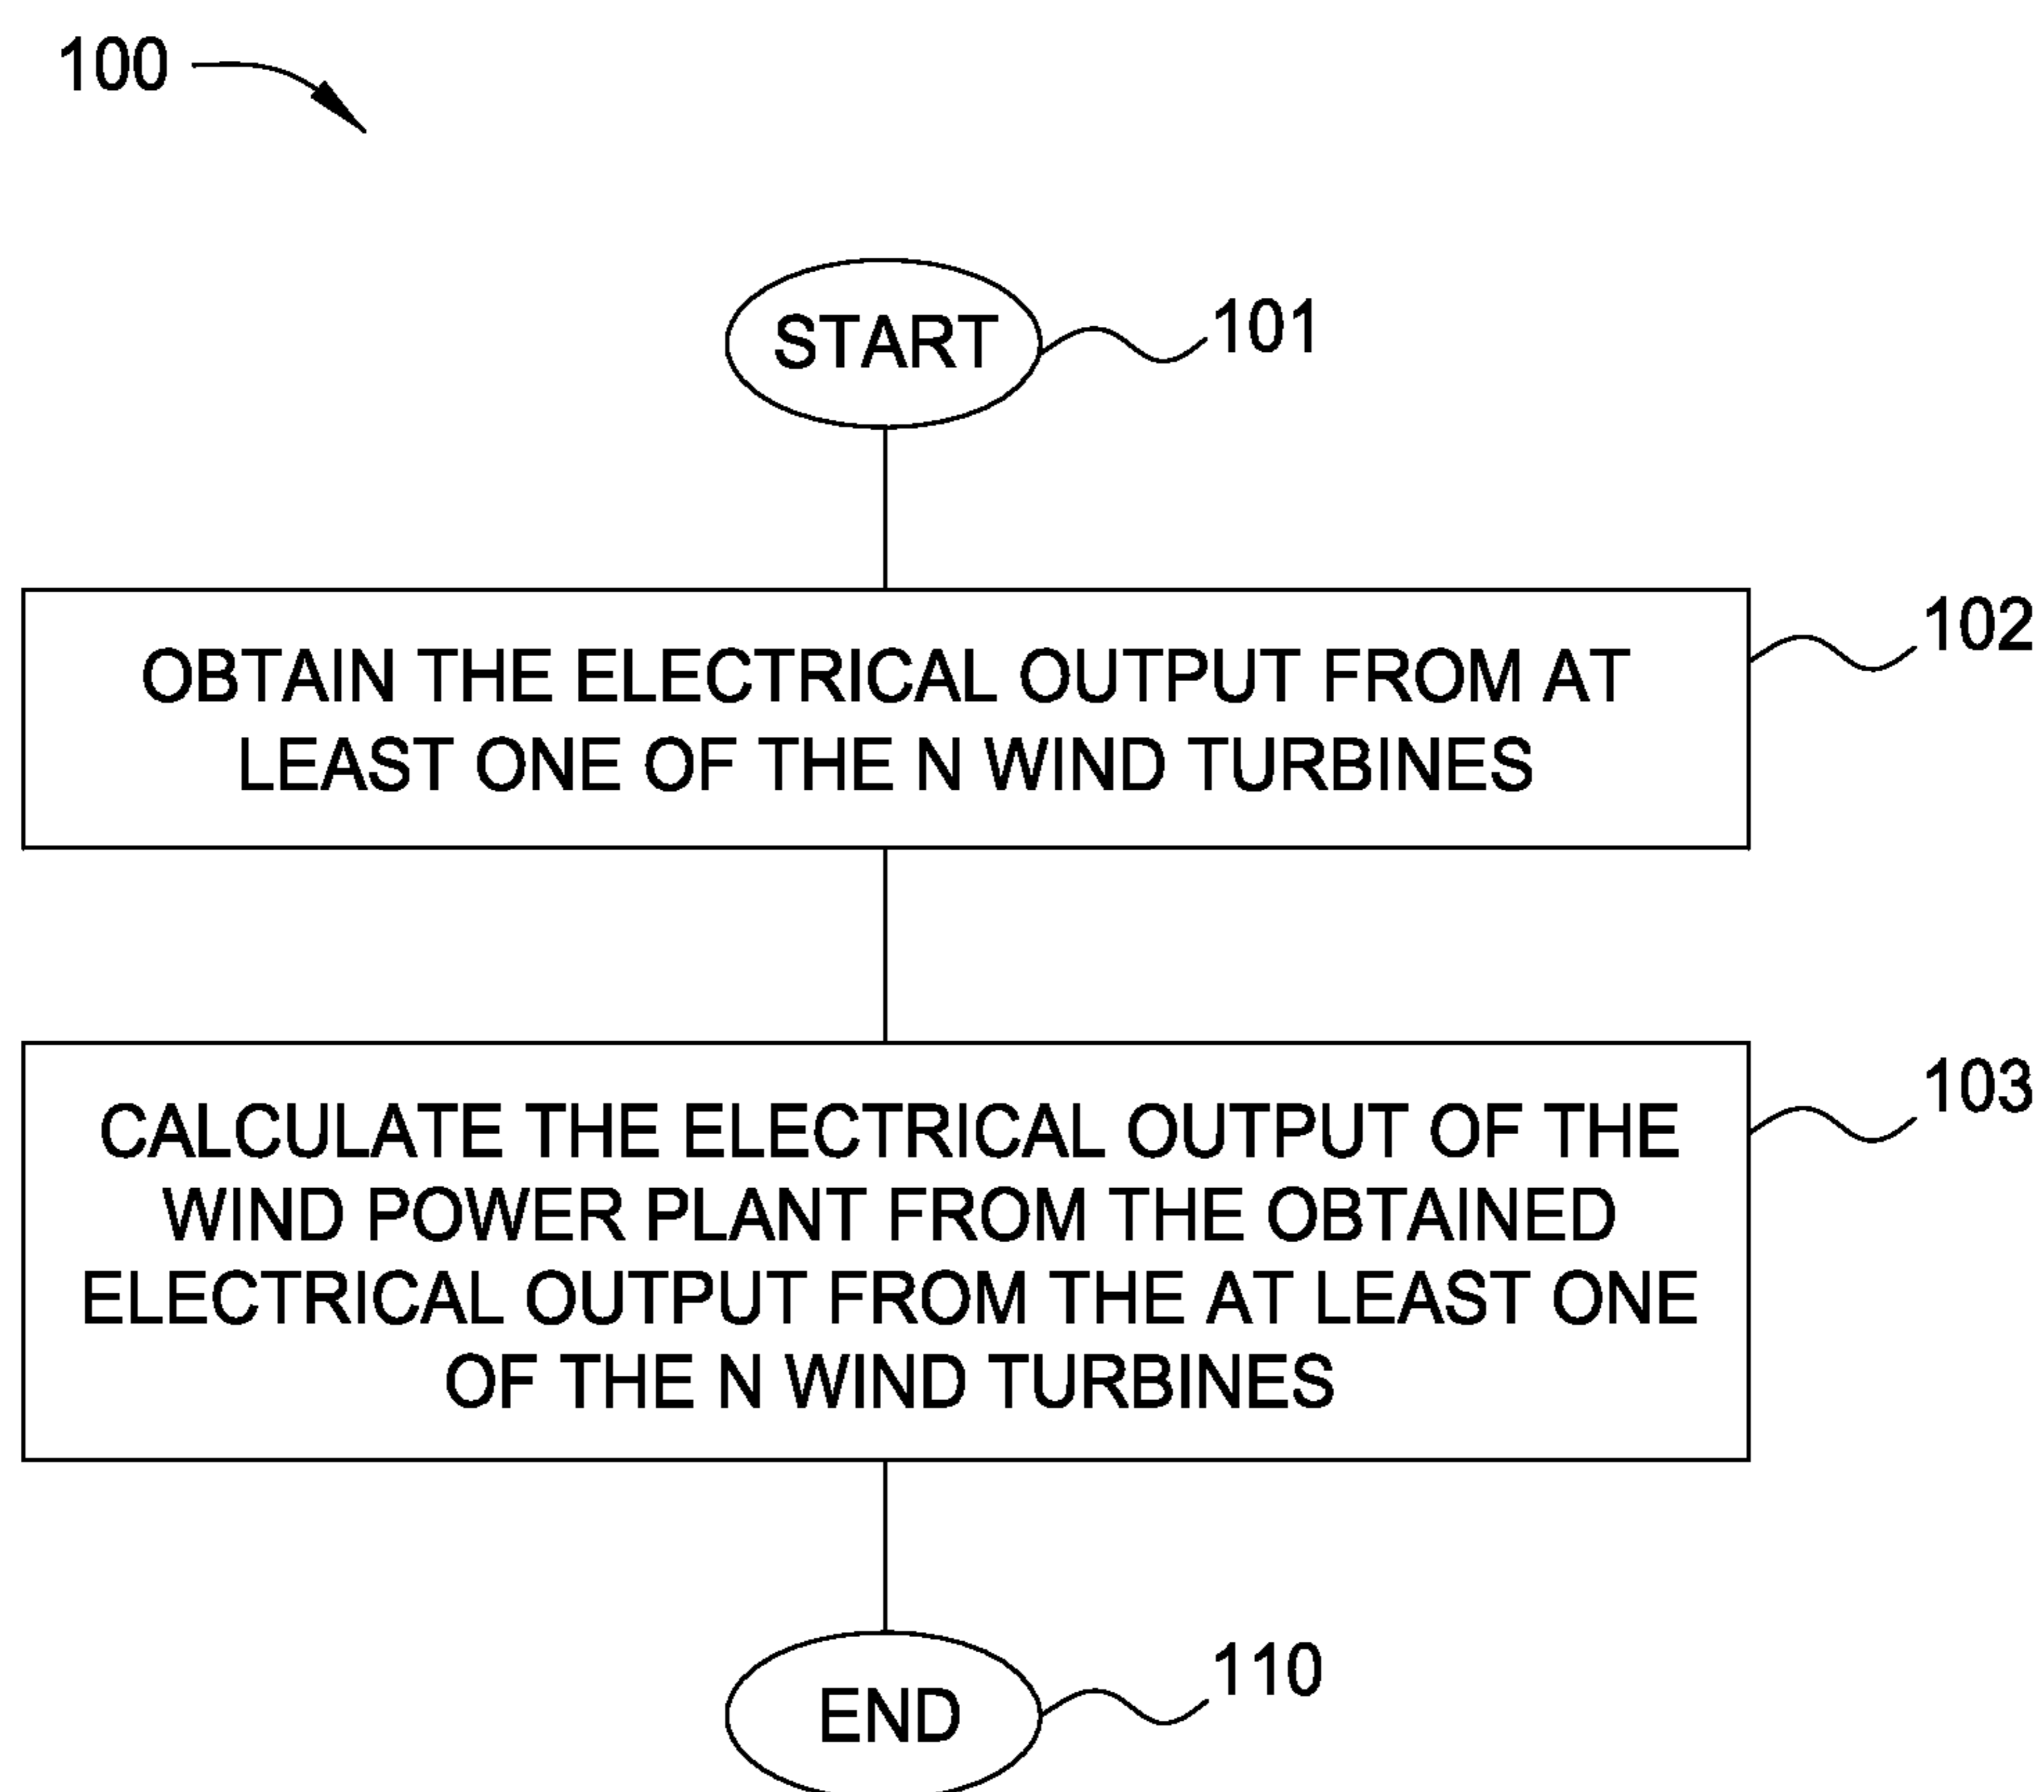 100
START
101
OBTAIN THE ELECTRICAL OUTPUT FROM AT
LEAST ONE OF THE N WIND TURBINES
102
CALCULATE THE ELECTRICAL OUTPUT OF THE
WIND POWER PLANT FROM THE OBTAINED
ELECTRICAL OUTPUT FROM THE AT LEAST ONE
OF THE N WIND TURBINES
103
END
110